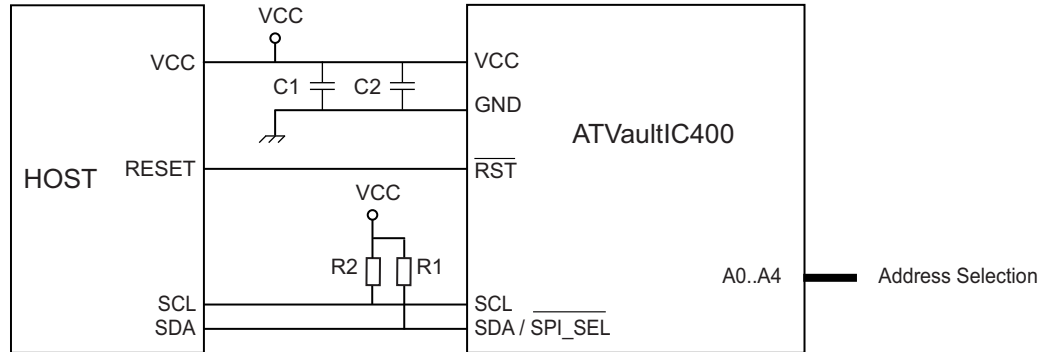 VCC
VCC
VCC
C1
C2
GND
ATVaultIC400
HOST
RESET
RST
VCC
R2
R1
A0..A4
Address Selection
SCL
SCL
SDA
SDA / SPI_SEL